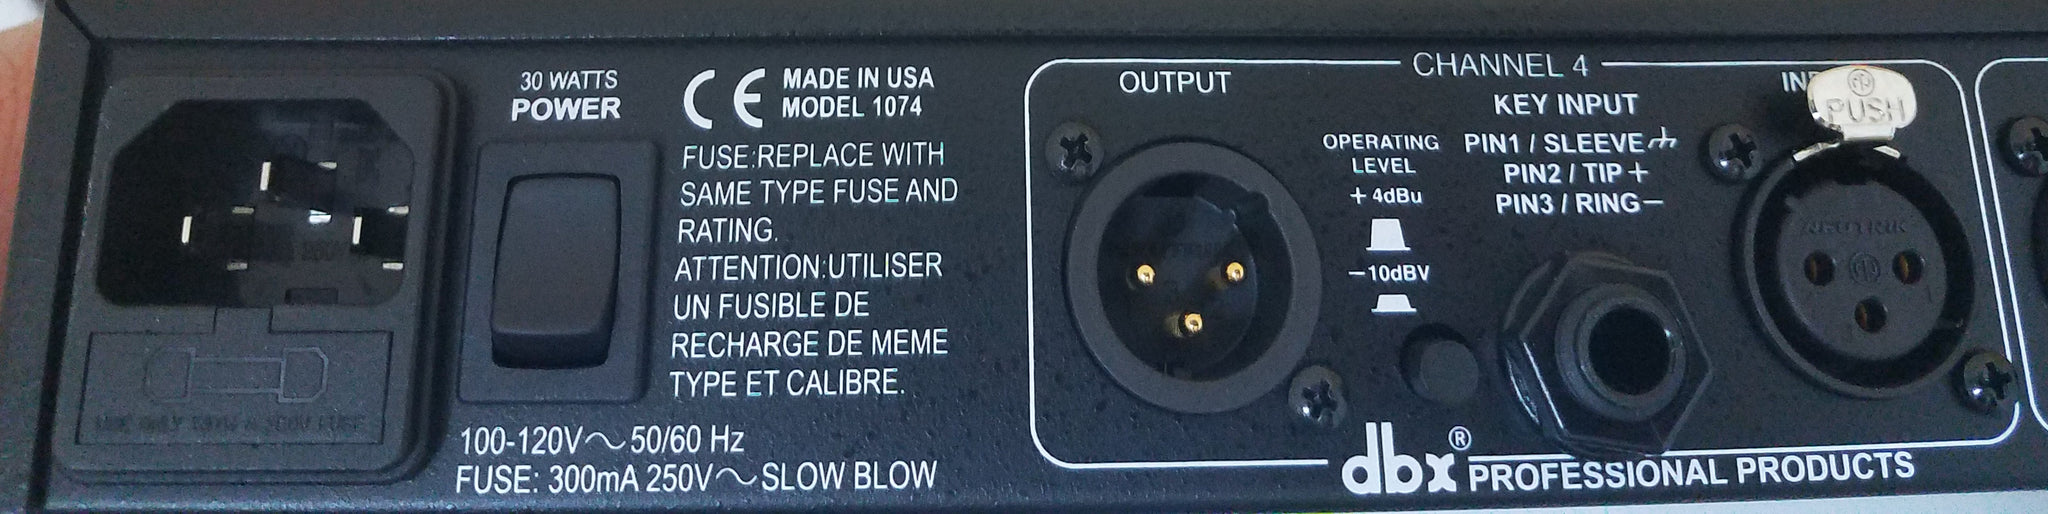 30 WATTS
POWER
CE MADE IN USA
MODEL 1074
FUSE:REPLACE WITH
SAME TYPE FUSE AND
RATING.
ATTENTION:UTILISER
UN FUSIBLE DE
RECHARGE DE MEME
TYPE ET CALIBRE.
100-120V～50/60 Hz
FUSE: 300mA 250V～SLOW BLOW
CHANNEL 4
OUTPUT
OPERATING
LEVEL
+4dBu
-10dBV
KEY INPUT
PIN1 / SLEEVE
PIN2 / TIP +
PIN3 / RING-
PUSH
NEUTRIK
dbx® PROFESSIONAL PRODUCTS